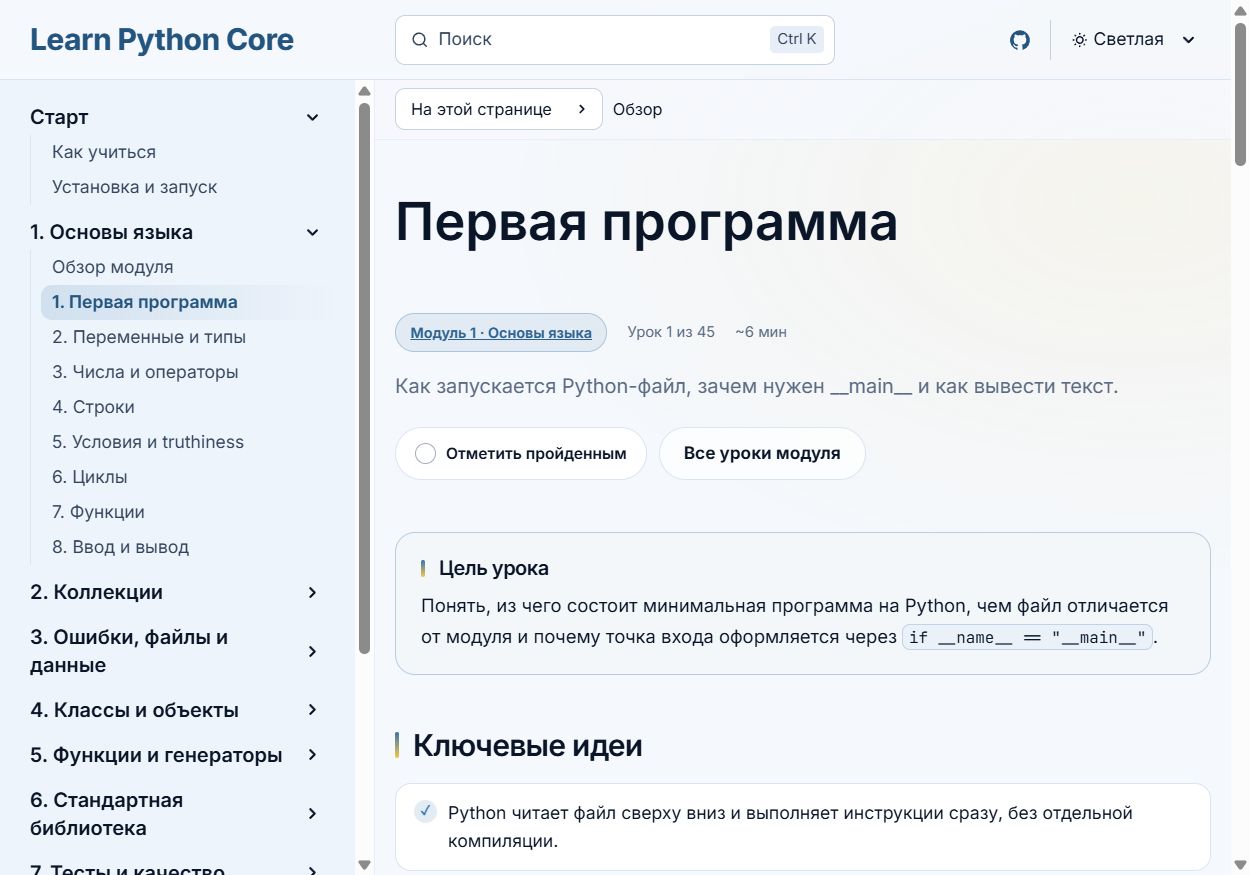 Learn Python Core
Поиск
Ctrl K
Светлая
Старт
Как учиться
Установка и запуск
1. Основы языка
Обзор модуля
1. Первая программа
2. Переменные и типы
3. Числа и операторы
4. Строки
5. Условия и truthiness
6. Циклы
7. Функции
8. Ввод и вывод
2. Коллекции
3. Ошибки, файлы и
данные
4. Классы и объекты
5. Функции и генераторы
6. Стандартная
библиотека
7. Тесты и качество
На этой странице
Обзор
Первая программа
Модуль 1 · Основы языка
Урок 1 из 45
~6 мин
Как запускается Python-файл, зачем нужен __main__ и как вывести текст.
Отметить пройденным
Все уроки модуля
Цель урока
Понять, из чего состоит минимальная программа на Python, чем файл отличается
от модуля и почему точка входа оформляется через if __name__ == "__main__".
Ключевые идеи
Python читает файл сверху вниз и выполняет инструкции сразу, без отдельной
компиляции.